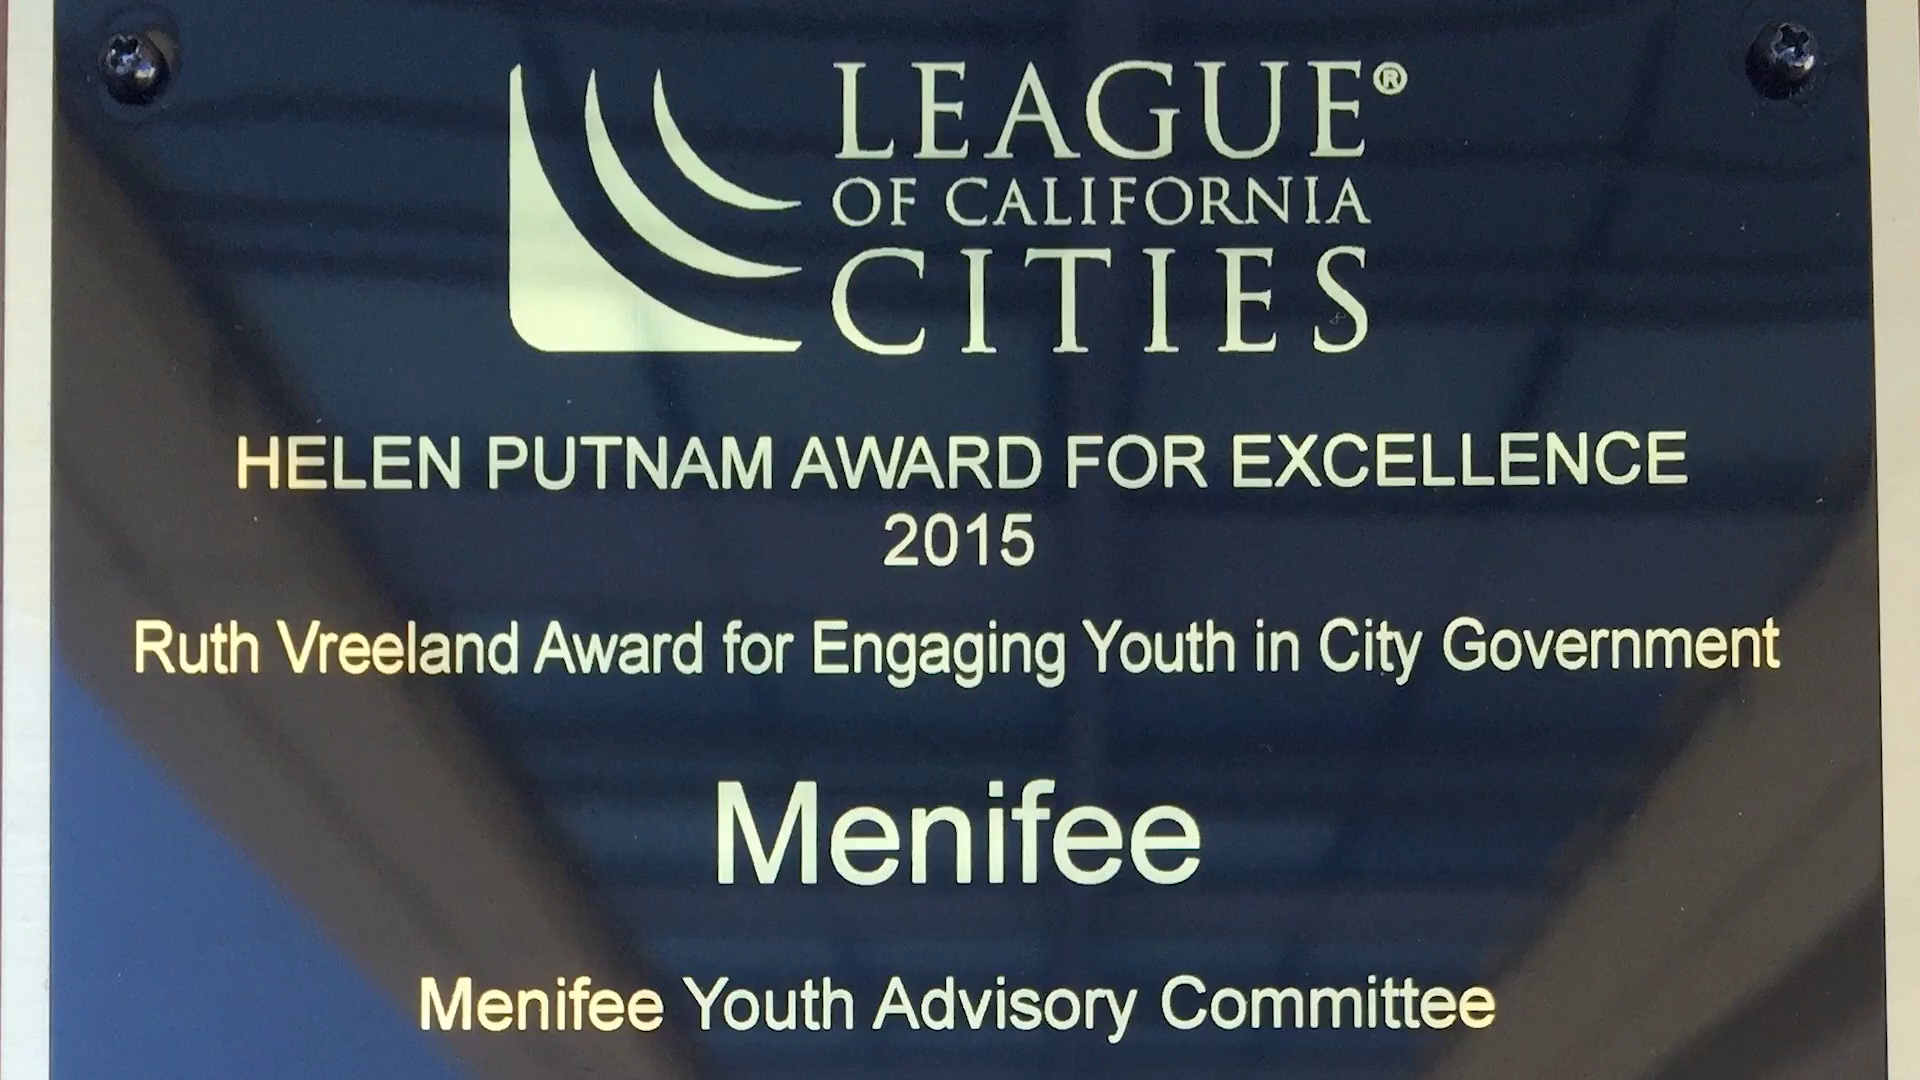 LEAGUE®
OF CALIFORNIA
CITIES
HELEN PUTNAM AWARD FOR EXCELLENCE
2015
Ruth Vreeland Award for Engaging Youth in City Government
Menifee
Menifee Youth Advisory Committee